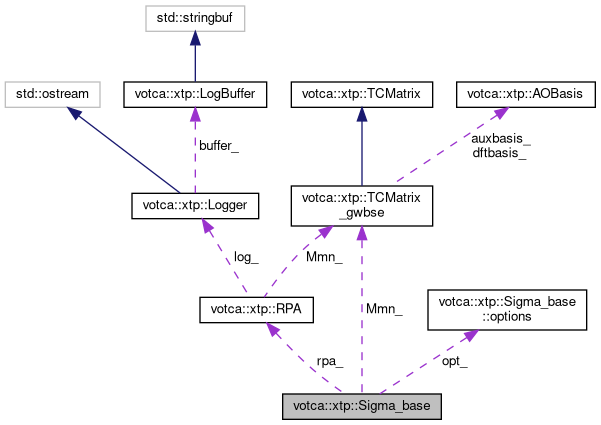 std::stringbuf
std::ostream
votca::xtp::LogBuffer
votca::xtp::TCMatrix
votca::xtp::AOBasis
buffer_
auxbasis_
dftbasis_
votca::xtp::Logger
votca::xtp::TCMatrix
_gwbse
log_
Mmn_
votca::xtp::RPA
Mmn_
votca::xtp::Sigma_base
::options
rpa_
opt_
votca::xtp::Sigma_base